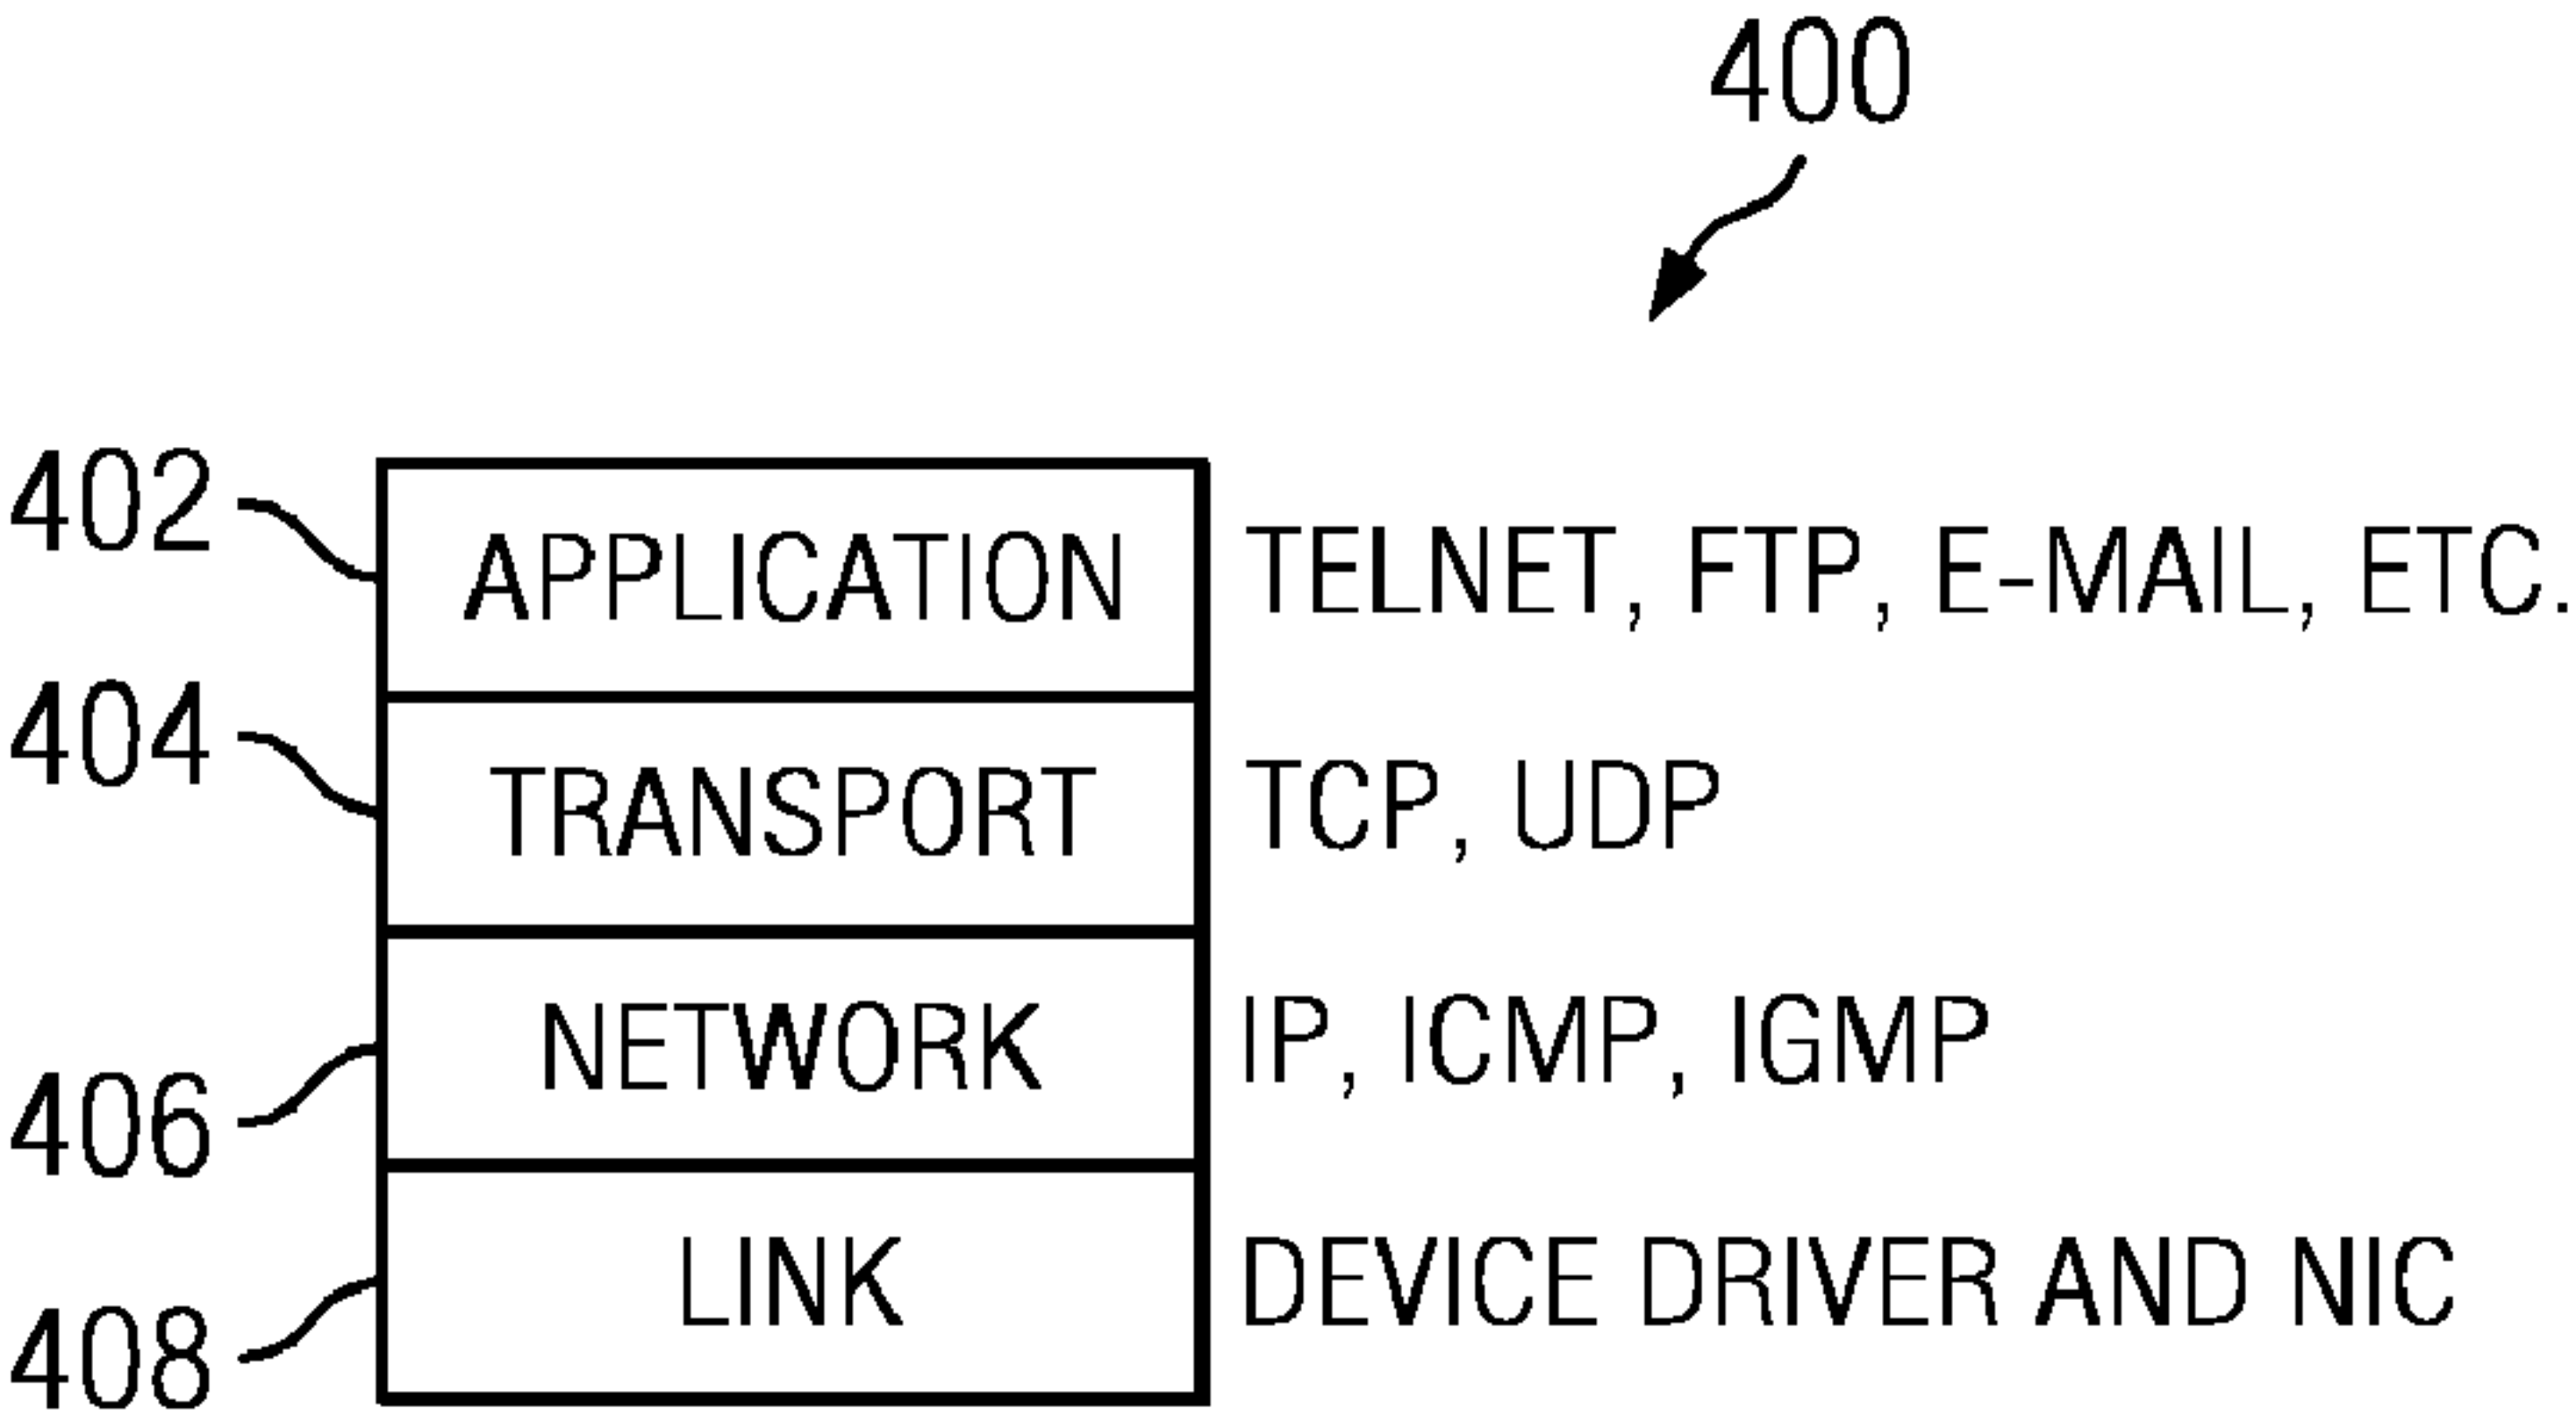 400
402 APPLICATION TELNET, FTP, E-MAIL, ETC.
404 TRANSPORT TCP, UDP
406 NETWORK IP, ICMP, IGMP
408 LINK DEVICE DRIVER AND NIC